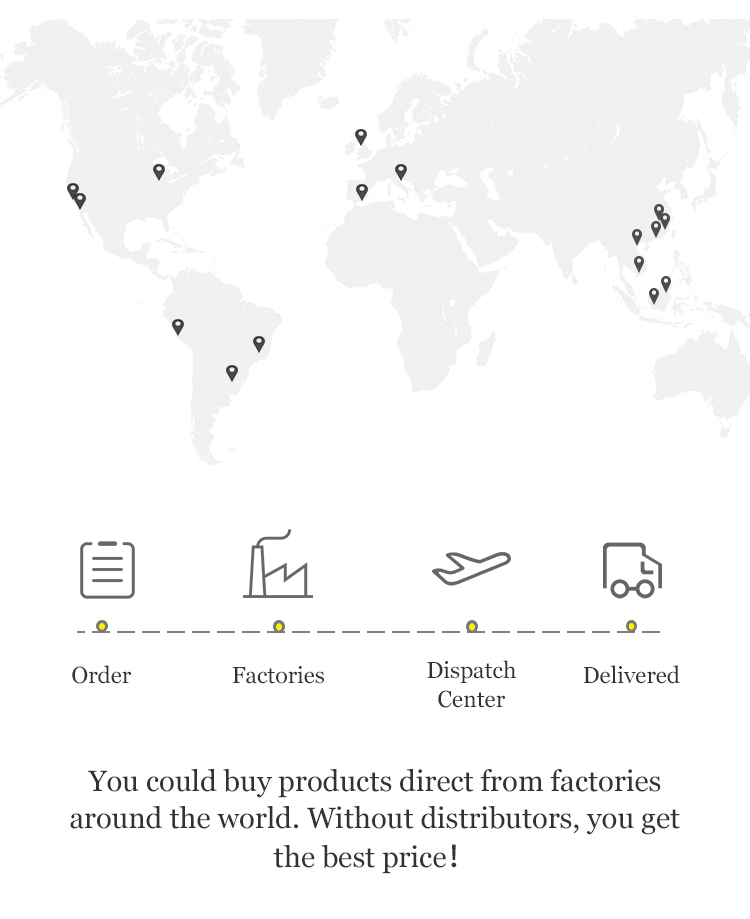 Order
Factories
Dispatch
Center
Delivered
You could buy products direct from factories
around the world. Without distributors, you get
the best price!